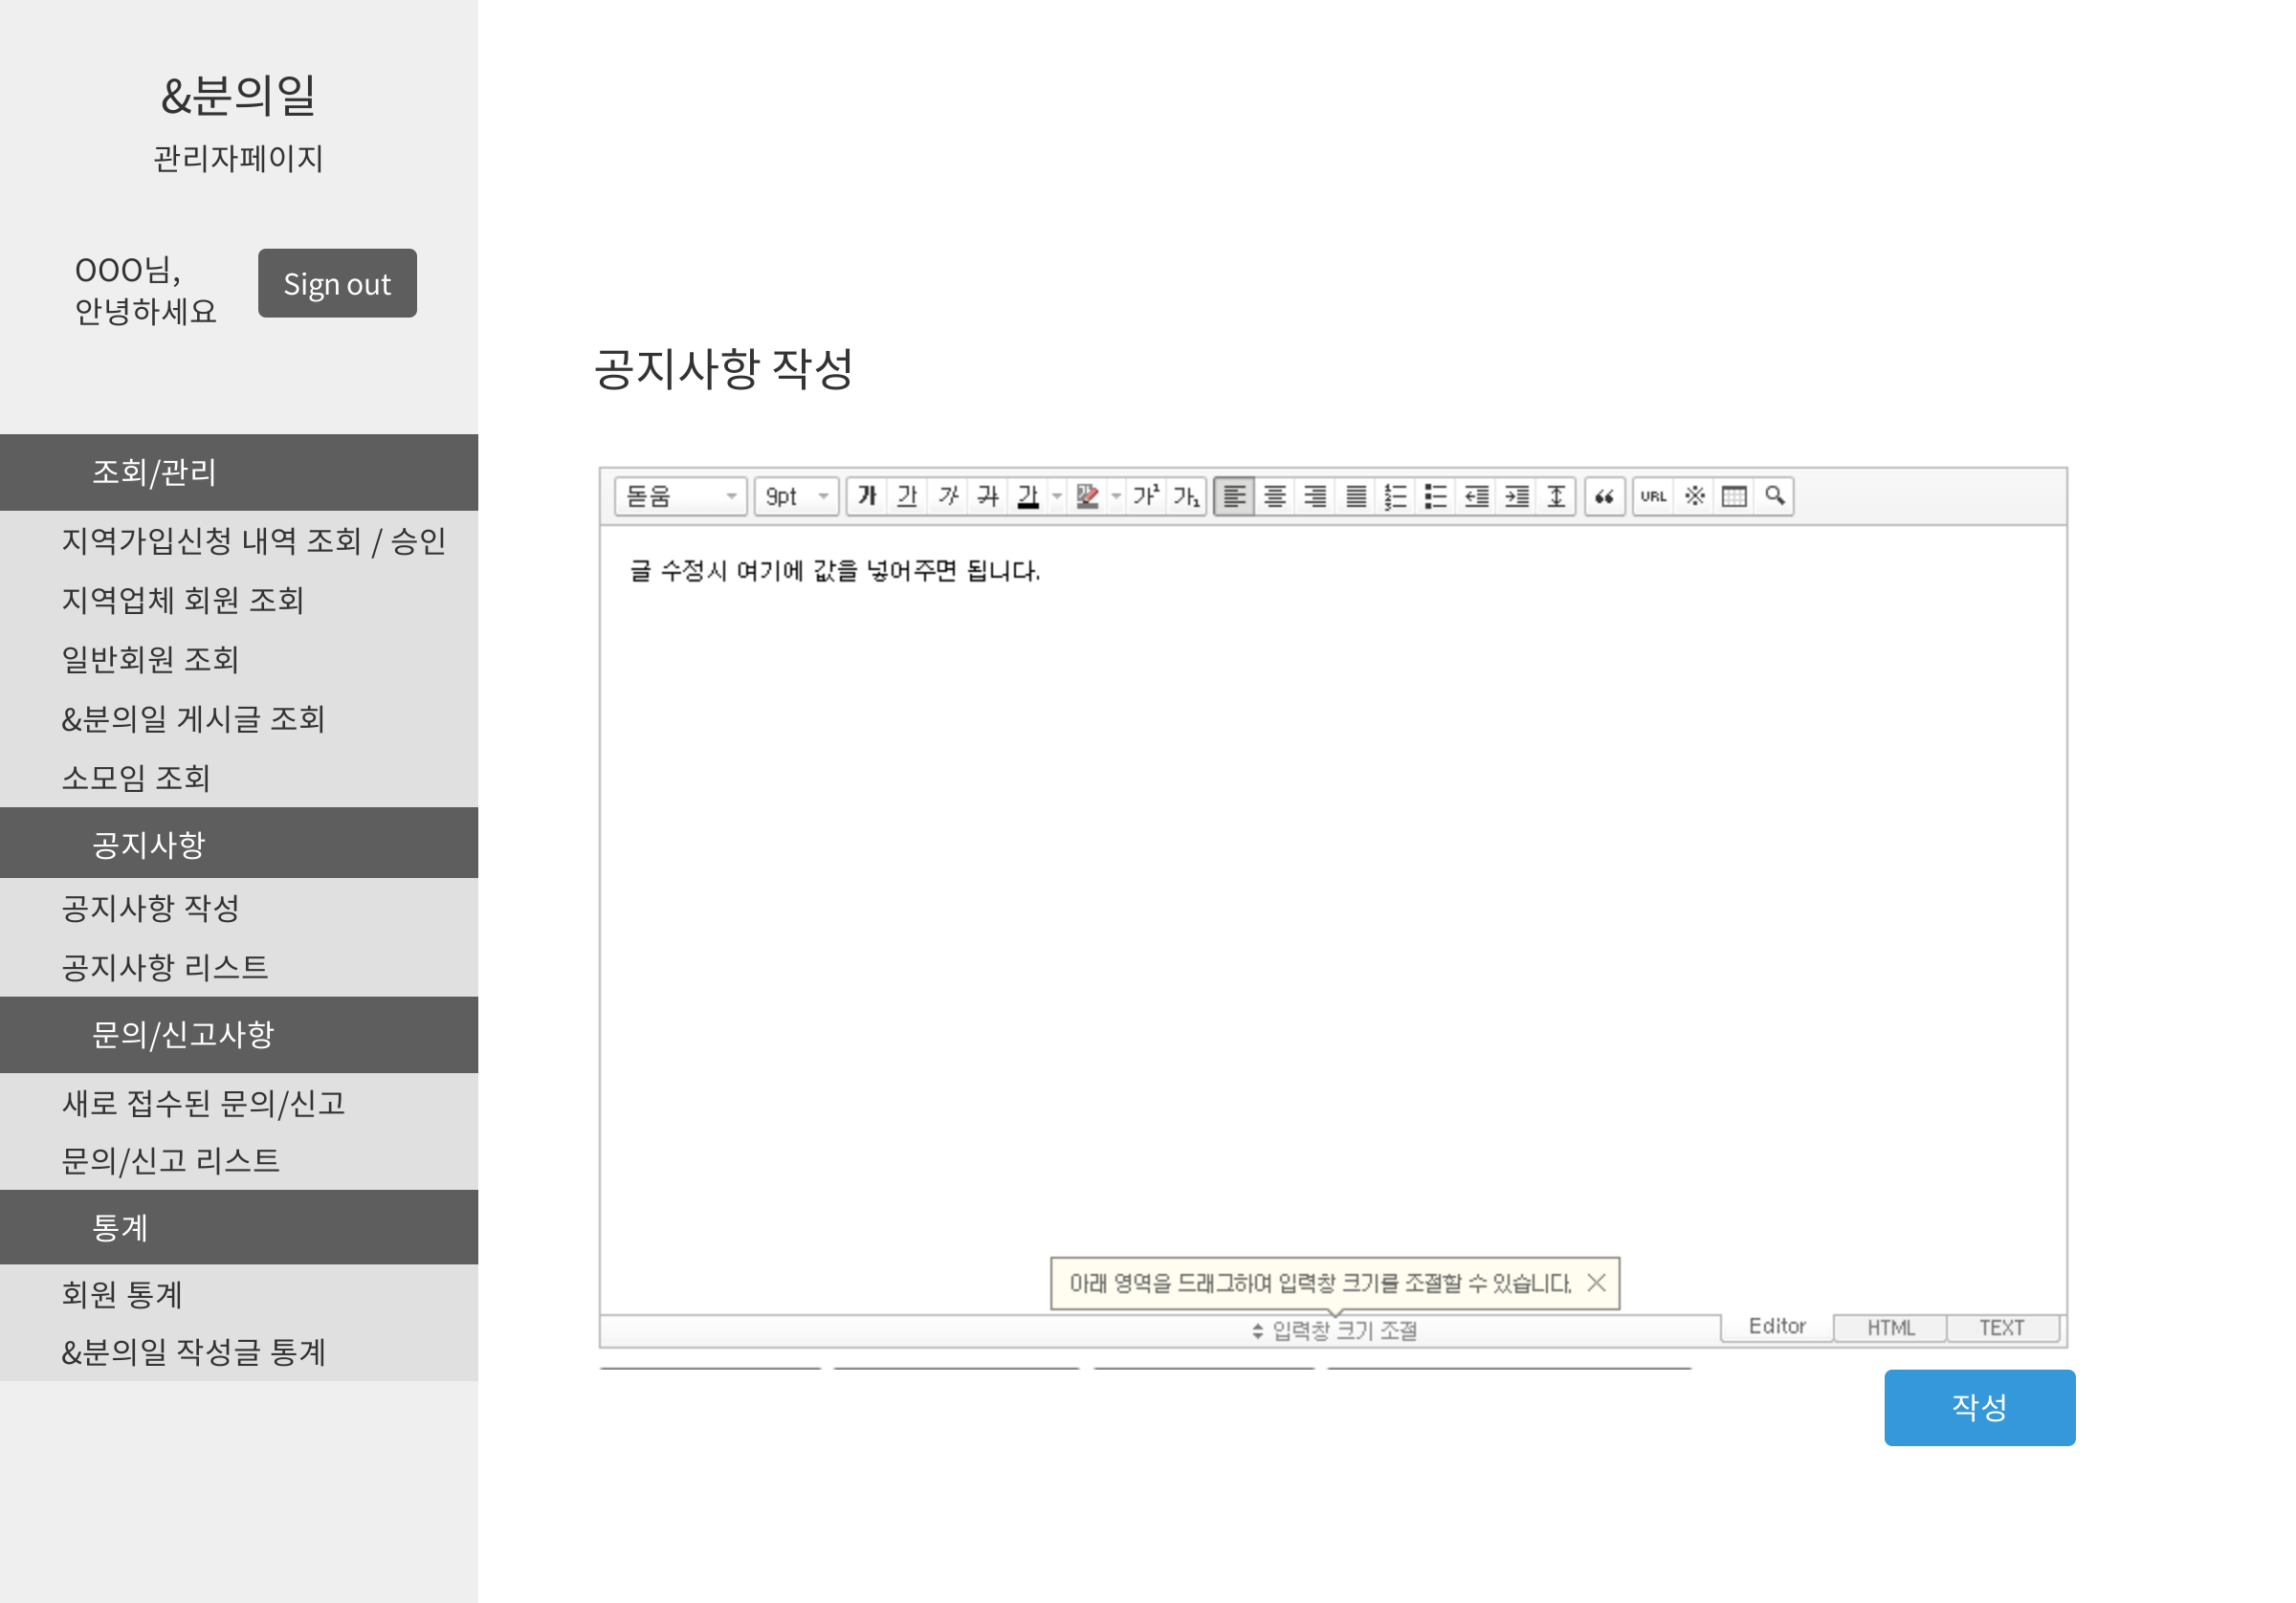 &분의일
관리자페이지
OOO님,
안녕하세요
Sign out
조회/관리
지역가입신청 내역 조회 / 승인
지역업체 회원 조회
일반회원 조회
&분의일 게시글 조회
소모임 조회
공지사항
공지사항 작성
공지사항 리스트
문의/신고사항
새로 접수된 문의/신고
문의/신고 리스트
통계
회원 통계
&분의일 작성글 통계
공지사항 작성
돋움 9pt 가 가 가 가 가 가 가¹ 가₁ URL ※
글 수정시 여기에 값을 넣어주면 됩니다.
아래 영역을 드래그하여 입력창 크기를 조절할 수 있습니다.
입력창 크기 조절
Editor HTML TEXT
작성